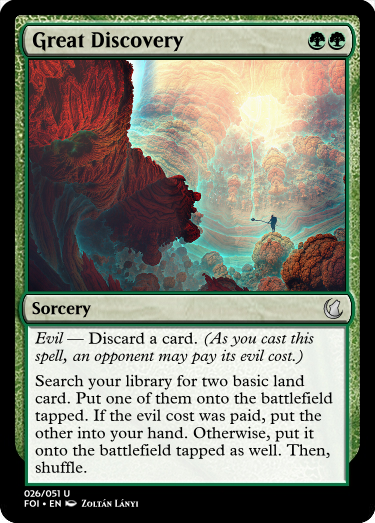 Great Discovery
Sorcery
Evil — Discard a card. (As you cast this
spell, an opponent may pay its evil cost.)
Search your library for two basic land
card. Put one of them onto the battlefield
tapped. If the evil cost was paid, put the
other into your hand. Otherwise, put it
onto the battlefield tapped as well. Then,
shuffle.
026/051 U
FOI • EN ZOLTÁN LÁNYI